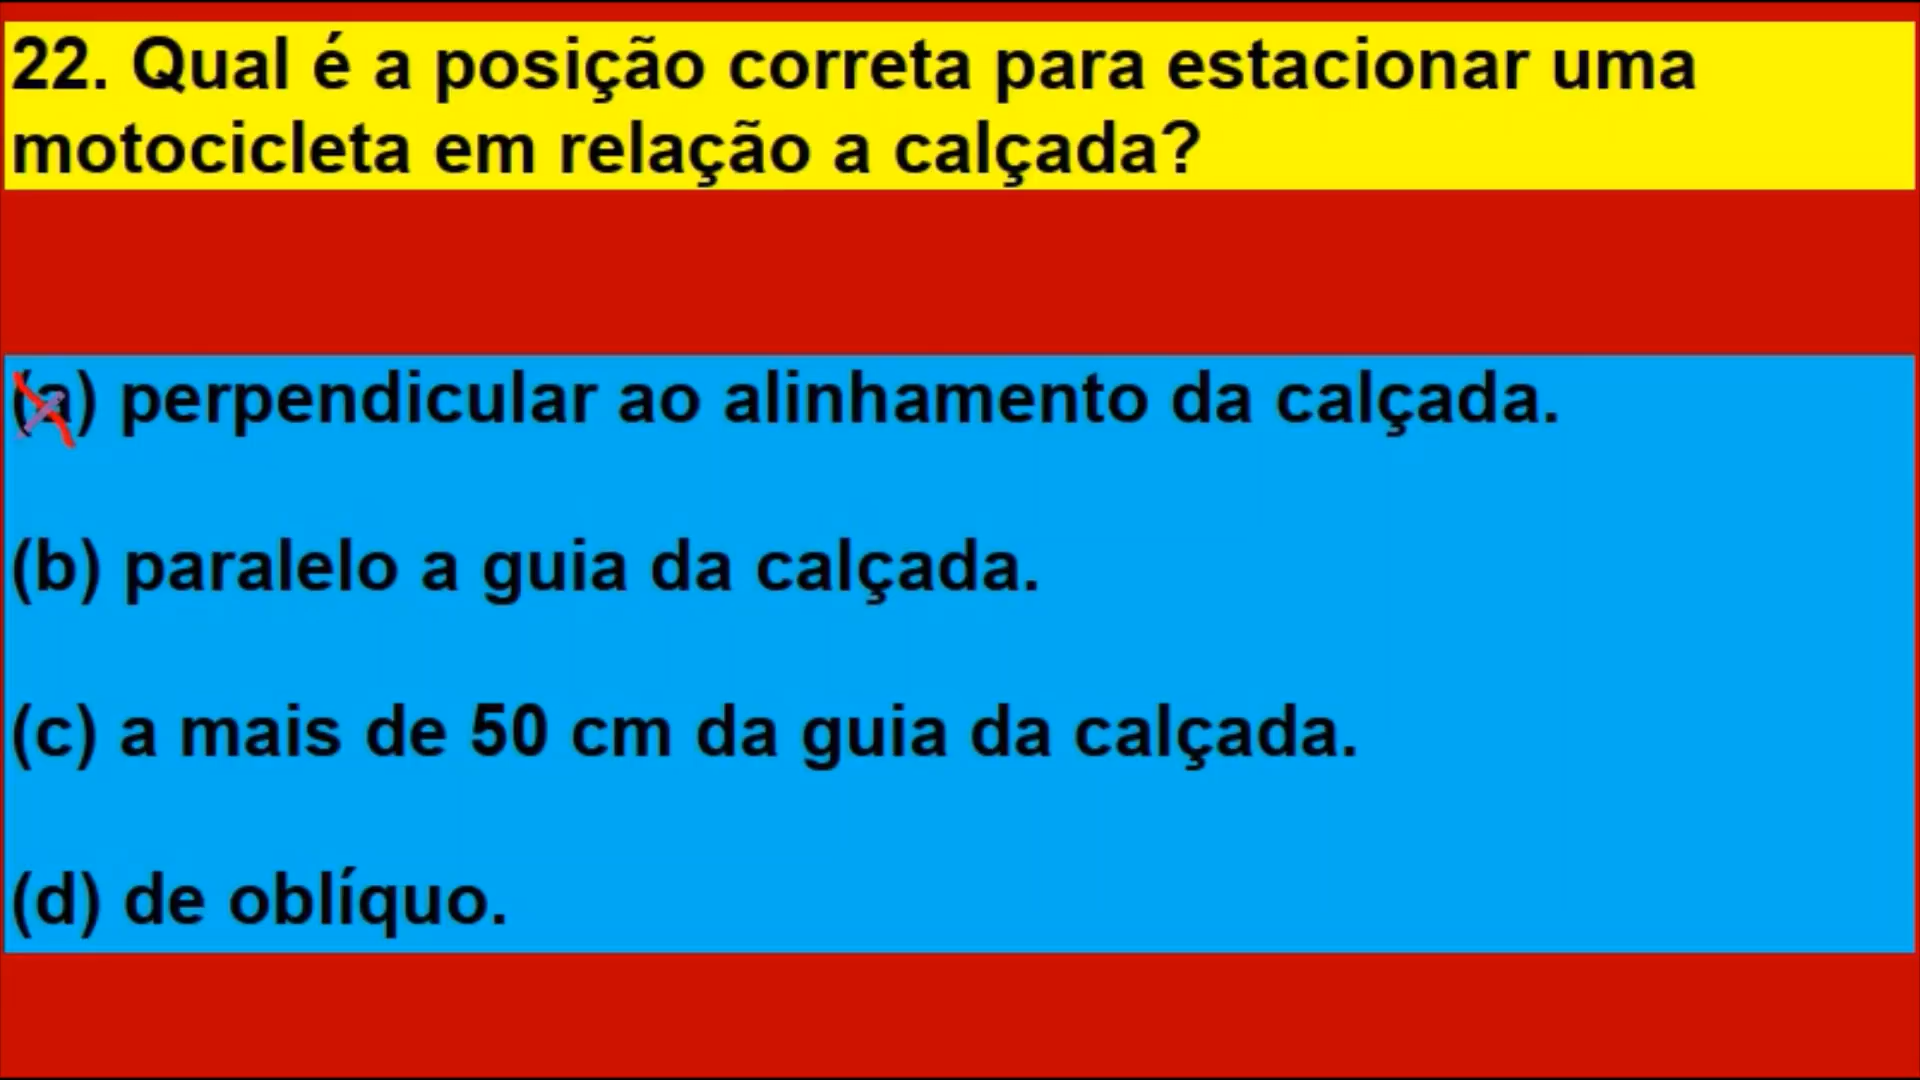 22. Qual é a posição correta para estacionar uma
motocicleta em relação a calçada?
(a) perpendicular ao alinhamento da calçada.
(b) paralelo a guia da calçada.
(c) a mais de 50 cm da guia da calçada.
(d) de oblíquo.